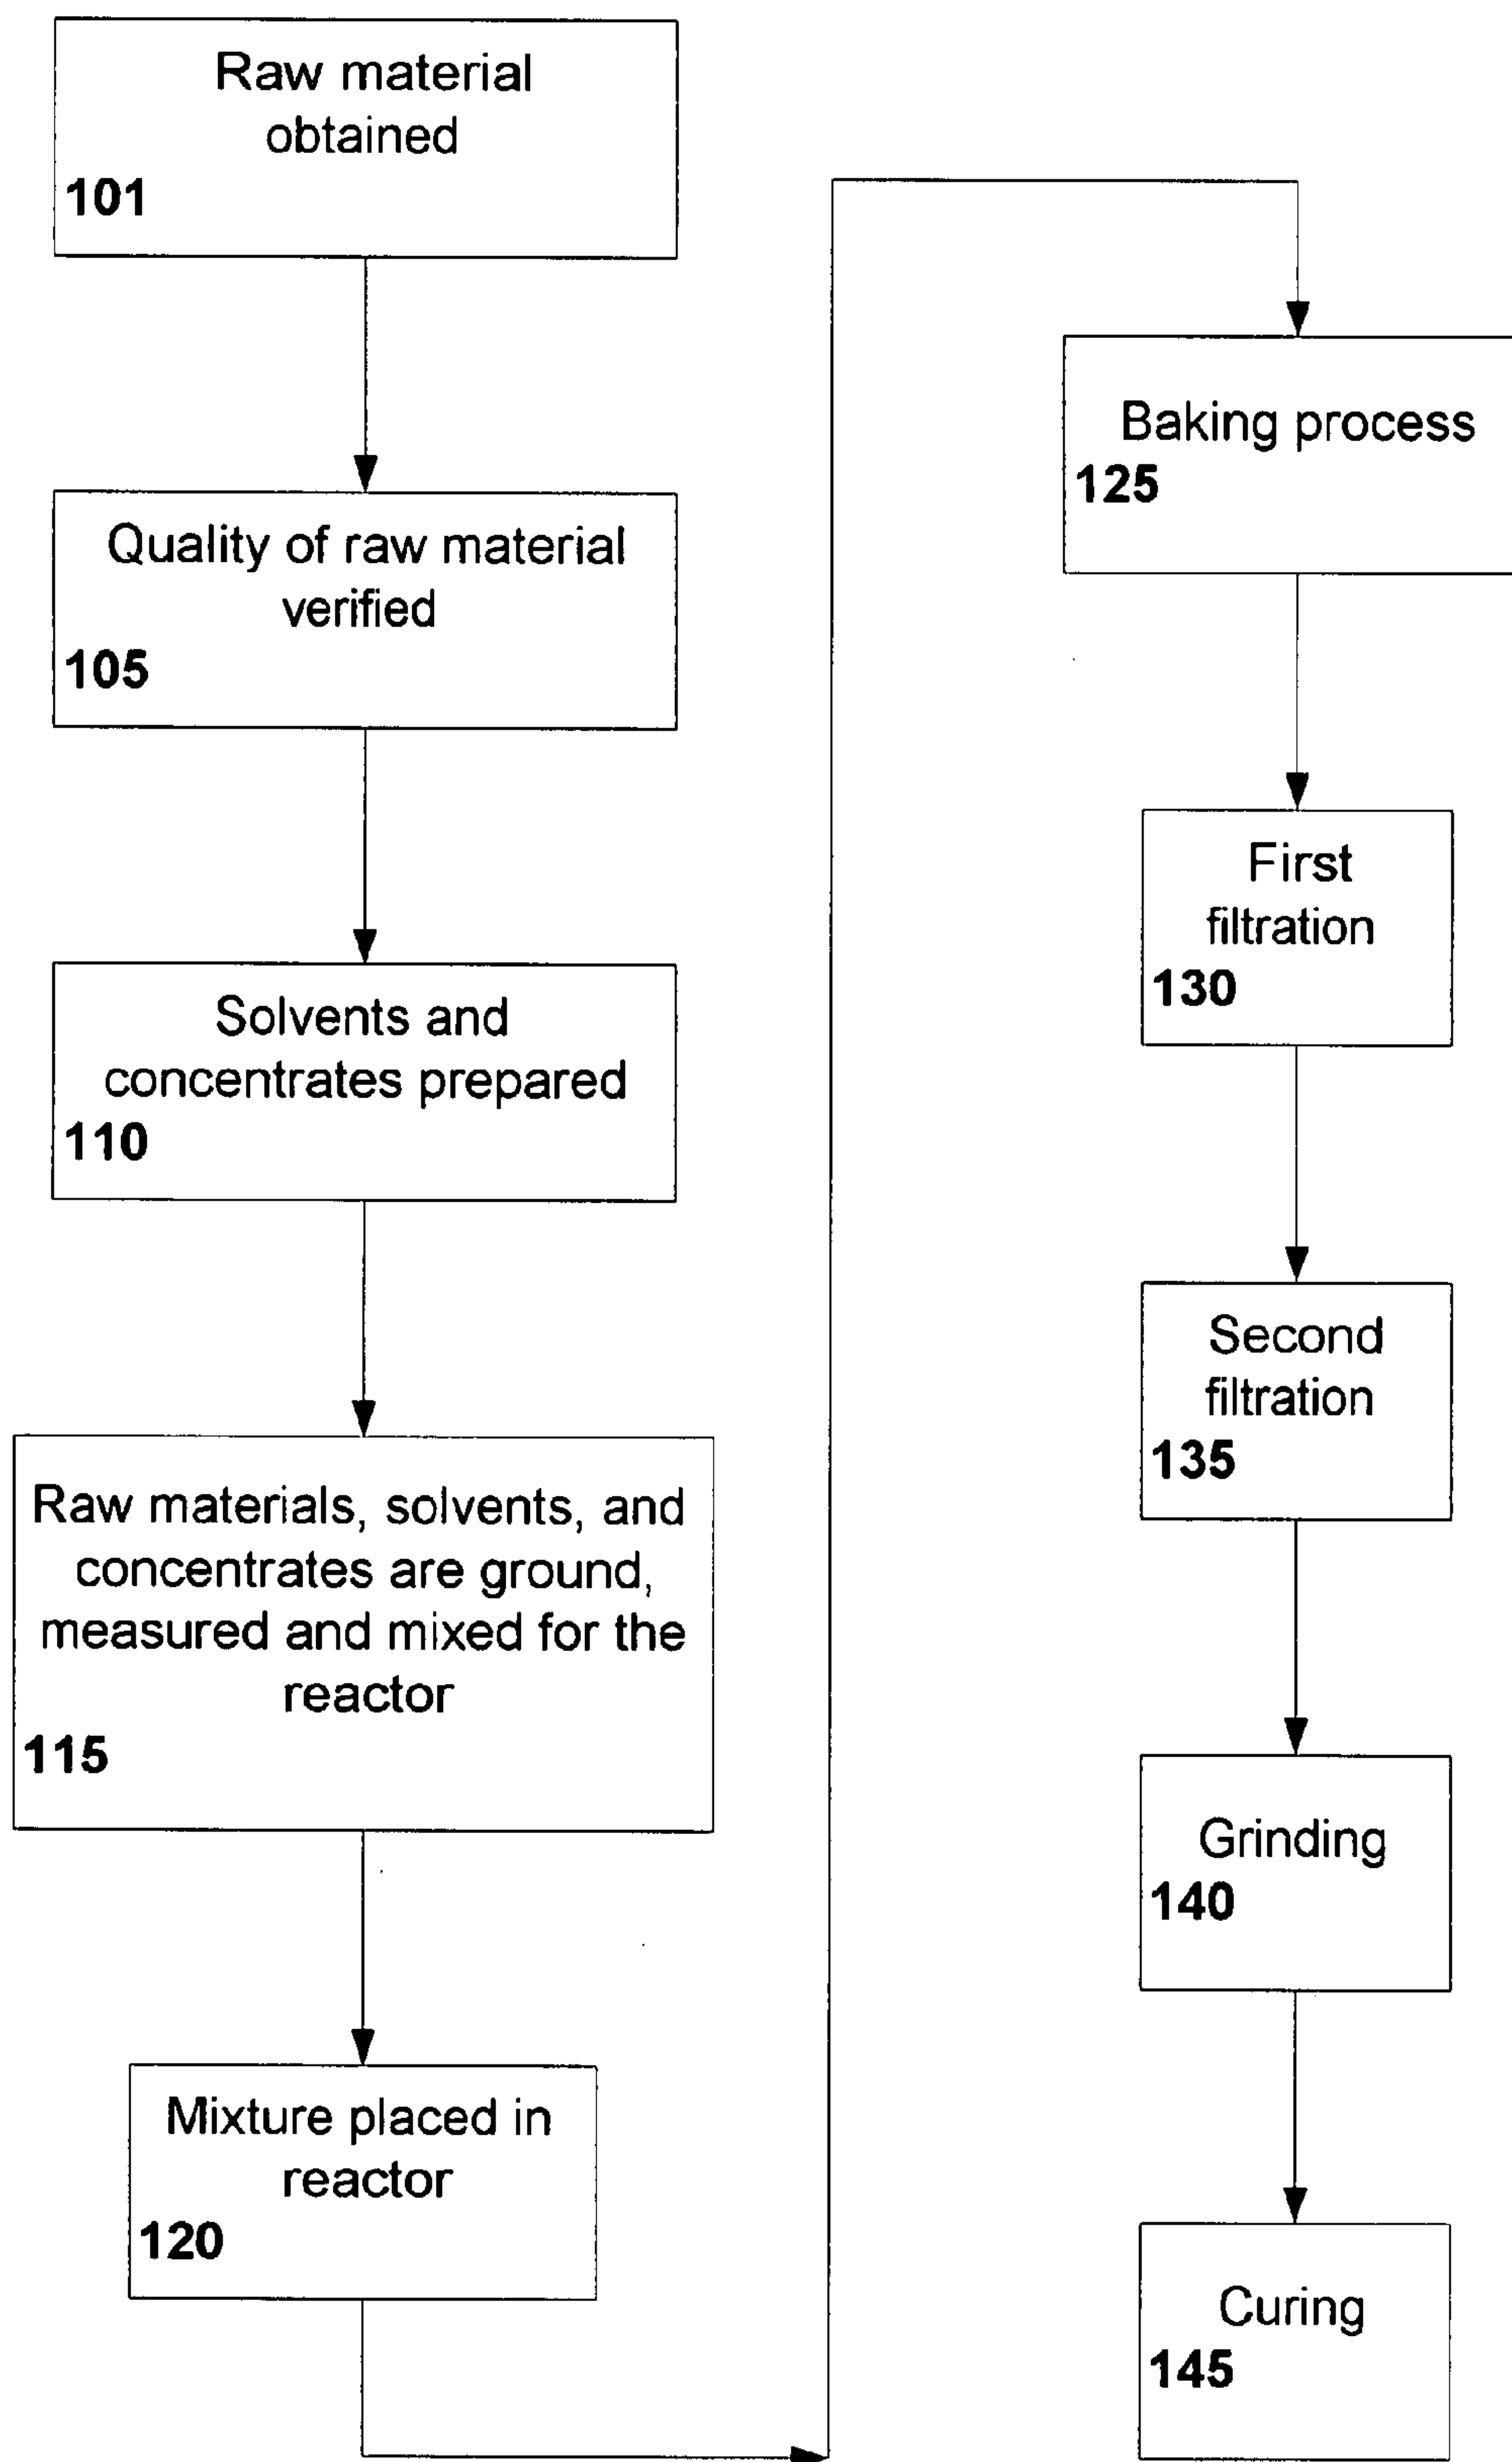 Raw material
obtained
101
Quality of raw material
verified
105
Solvents and
concentrates prepared
110
Raw materials, solvents, and
concentrates are ground,
measured and mixed for the
reactor
115
Mixture placed in
reactor
120
Baking process
125
First
filtration
130
Second
filtration
135
Grinding
140
Curing
145